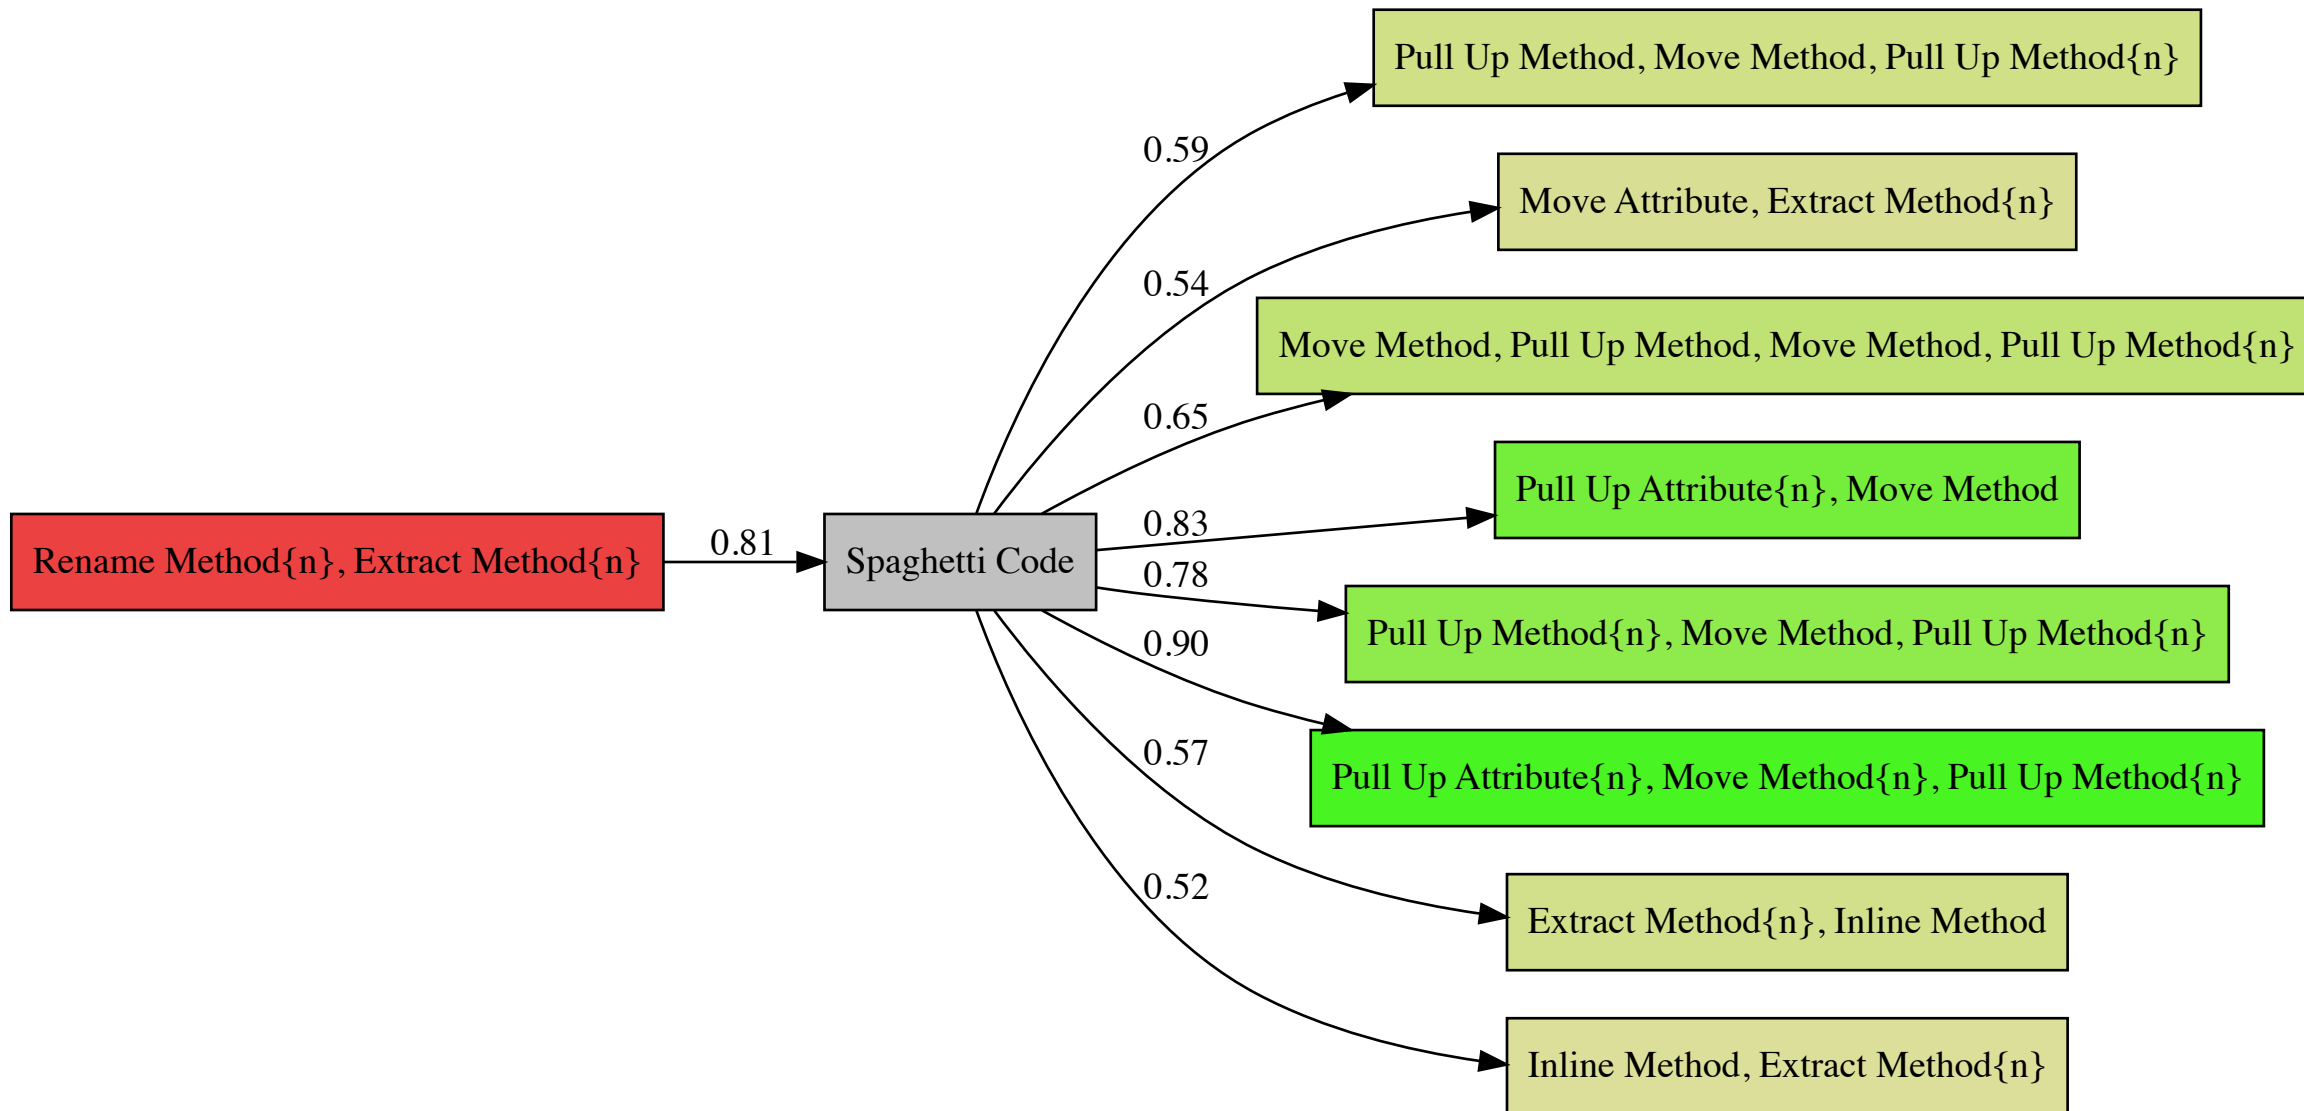 Pull Up Method, Move Method, Pull Up Method{n}
0.59
Move Attribute, Extract Method{n}
0.54
Move Method, Pull Up Method, Move Method, Pull Up Method{n}
0.65
Pull Up Attribute{n}, Move Method
0.83
Rename Method{n}, Extract Method{n}
0.81
Spaghetti Code
0.78
Pull Up Method{n}, Move Method, Pull Up Method{n}
0.90
Pull Up Attribute{n}, Move Method{n}, Pull Up Method{n}
0.57
Extract Method{n}, Inline Method
0.52
Inline Method, Extract Method{n}